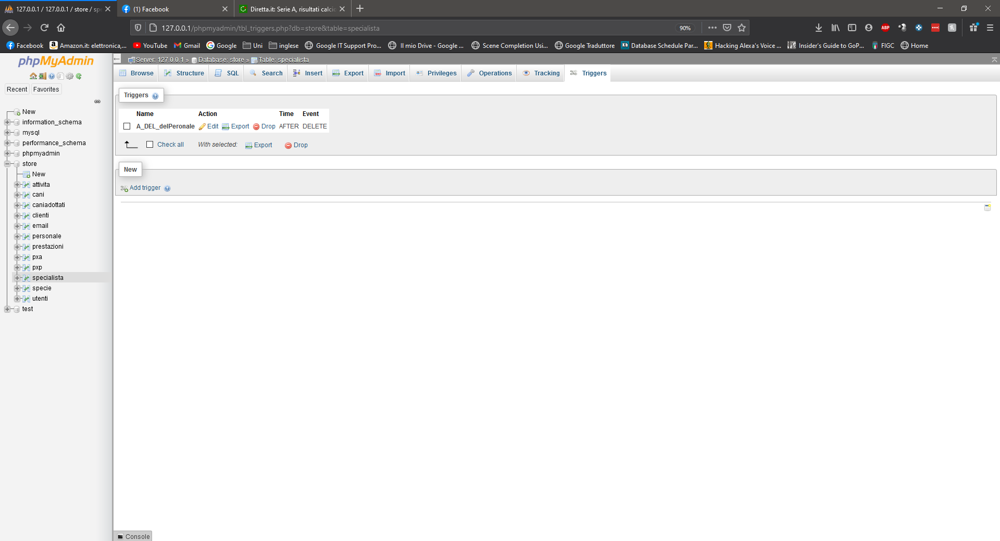 127.0.0.1 / 127.0.0.1 / store / spe
(1) Facebook
Diretta.it: Serie A, risultati calcio
127.0.0.1/phpmyadmin/tbl_triggers.php?db=store&table=specialista
90%
ABP
Facebook
Amazon.it: elettronica,...
YouTube
Gmail
Google
Uni
inglese
Google IT Support Pro...
Il mio Drive - Google ...
Scene Completion Usi...
Google Traduttore
Kh
Database Schedule Par...
Hacking Alexa's Voice ...
Insider's Guide to GoP...
FIGC
Home
phpMyAdmin
Recent
Favorites
New
information_schema
mysql
performance_schema
phpmyadmin
store
New
attivita
cani
caniadottati
clienti
email
personale
prestazioni
pxa
pxp
specialista
specie
utenti
test
Server: 127.0.0.1 » Database: store » Table: specialista
Browse
Structure
SQL
Search
Insert
Export
Import
Privileges
Operations
Tracking
Triggers
Triggers
Name Action Time Event
A_DEL_delPeronale Edit Export Drop AFTER DELETE
Check all With selected: Export Drop
New
Add trigger
Console